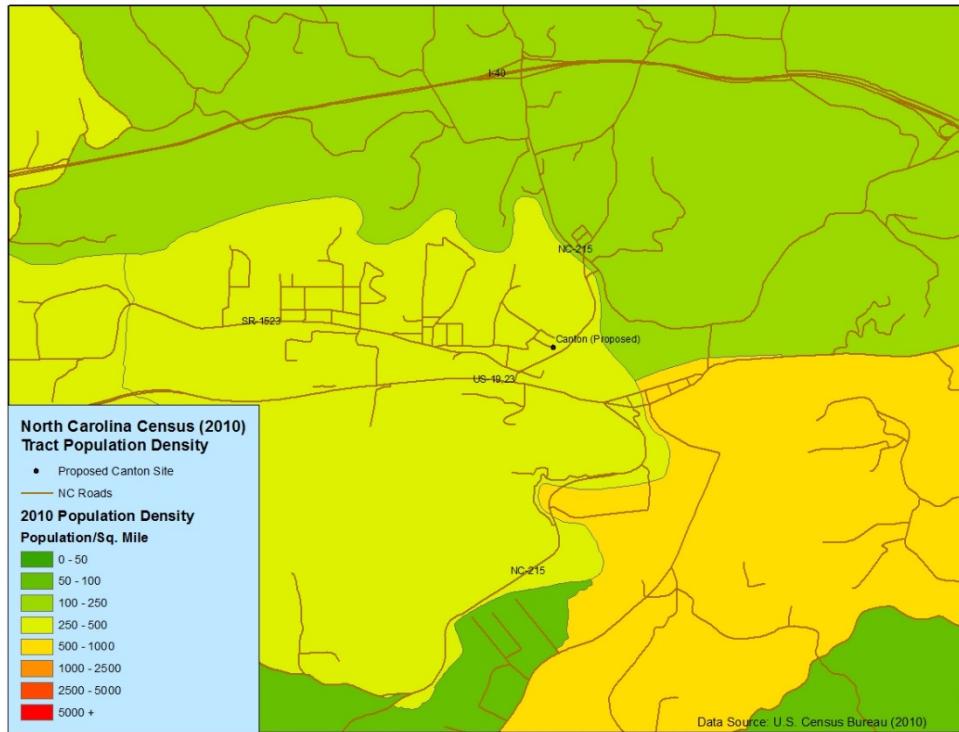 I-40
NC-215
SR-1523
Canton (Proposed)
US-19,23
NC-215
North Carolina Census (2010)
Tract Population Density
Proposed Canton Site
NC Roads
2010 Population Density
Population/Sq. Mile
0 - 50
50 - 100
100 - 250
250 - 500
500 - 1000
1000 - 2500
2500 - 5000
5000 +
Data Source: U.S. Census Bureau (2010)